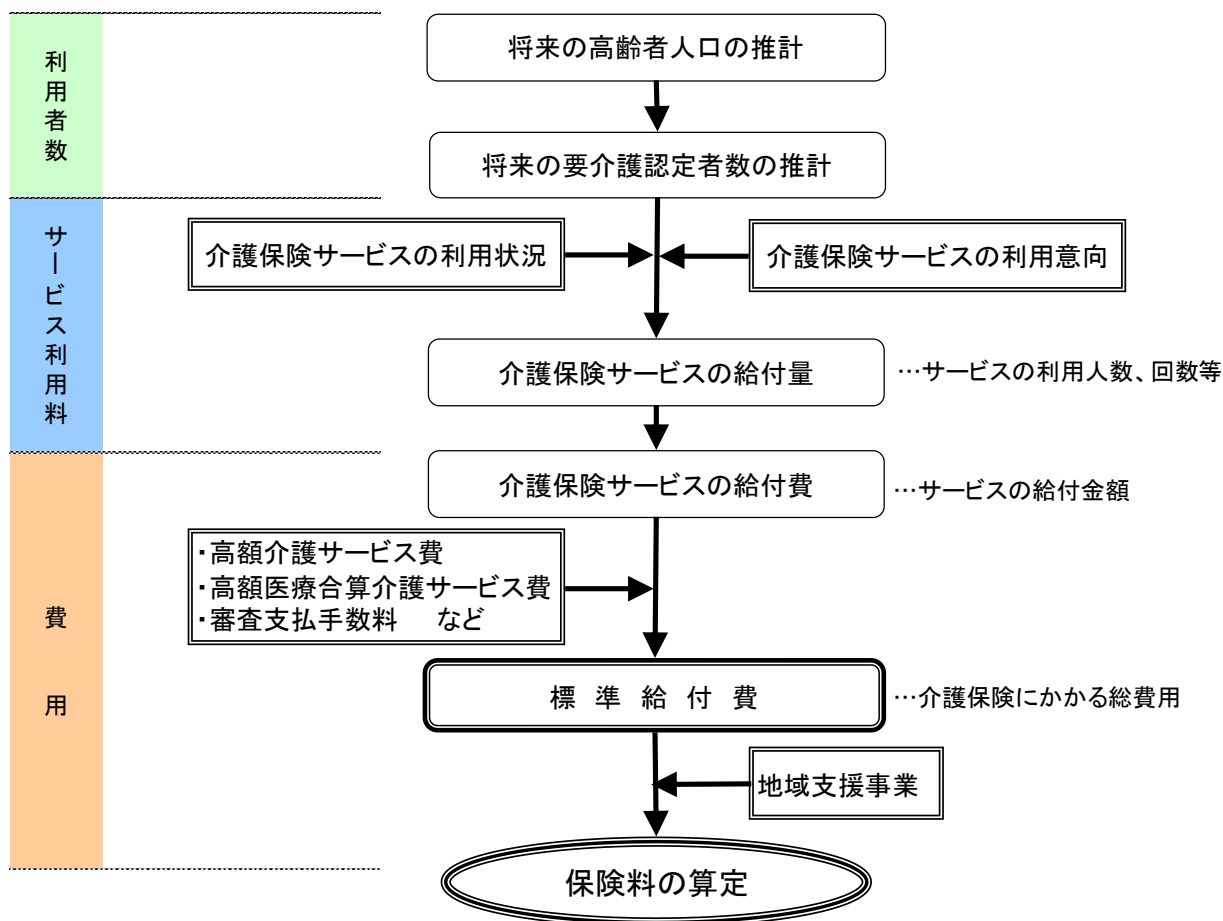 利用者数
将来の高齢者人口の推計
将来の要介護認定者数の推計
サービス利用料
介護保険サービスの利用状況
介護保険サービスの利用意向
介護保険サービスの給付量
…サービスの利用人数、回数等
費用
介護保険サービスの給付費
…サービスの給付金額
・高額介護サービス費
・高額医療合算介護サービス費
・審査支払手数料 など
標準給付費
…介護保険にかかる総費用
地域支援事業
保険料の算定